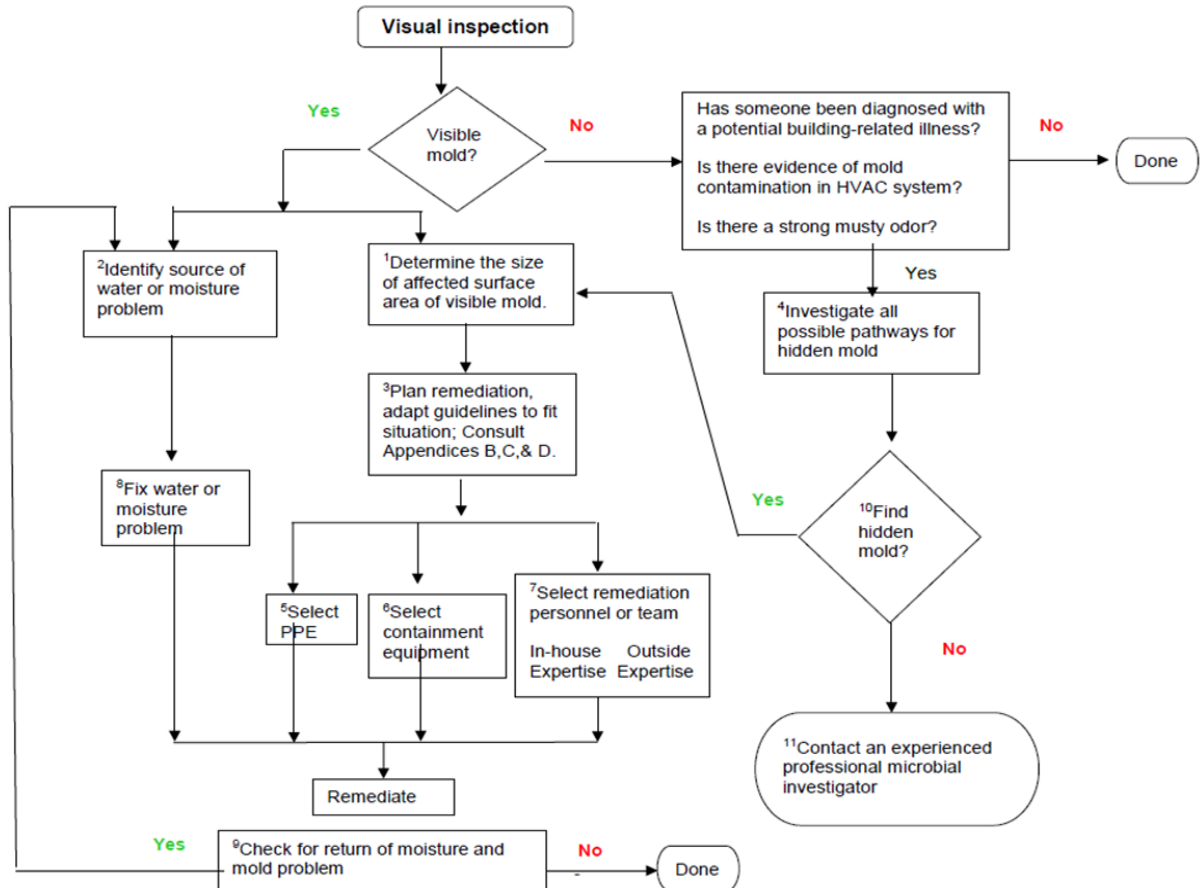 Visual inspection
Yes
Visible
mold?
No
Has someone been diagnosed with
a potential building-related illness?
Is there evidence of mold
contamination in HVAC system?
Is there a strong musty odor?
No
Done
²Identify source of
water or moisture
problem
¹Determine the size
of affected surface
area of visible mold.
Yes
⁴Investigate all
possible pathways for
hidden mold
³Plan remediation,
adapt guidelines to fit
situation; Consult
Appendices B,C,& D.
⁸Fix water or
moisture
problem
Yes
¹⁰Find
hidden
mold?
⁵Select
PPE
⁶Select
containment
equipment
⁷Select remediation
personnel or team
In-house Outside
Expertise Expertise
No
¹¹Contact an experienced
professional microbial
investigator
Remediate
Yes
⁹Check for return of moisture and
mold problem
No
Done